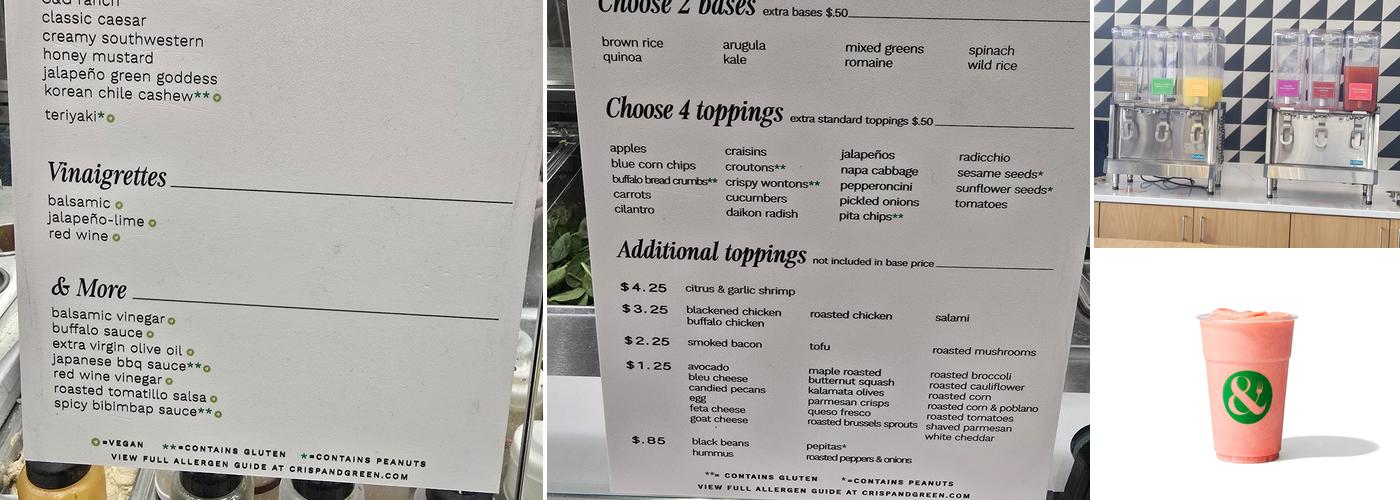 classic caesar
creamy southwestern
honey mustard
jalapeño green goddess
korean chile cashew**
teriyaki*
Vinaigrettes
balsamic
jalapeño-lime
red wine
& More
balsamic vinegar
buffalo sauce
extra virgin olive oil
japanese bbq sauce**
red wine vinegar
roasted tomatillo salsa
spicy bibimbap sauce**
=VEGAN **=CONTAINS GLUTEN *=CONTAINS PEANUTS
VIEW FULL ALLERGEN GUIDE AT CRISPANDGREEN.COM
Choose 2 bases extra bases $.50
brown rice arugula mixed greens spinach
quinoa kale romaine wild rice
Choose 4 toppings extra standard toppings $.50
apples craisins jalapeños radicchio
blue corn chips croutons** napa cabbage sesame seeds*
buffalo bread crumbs** crispy wontons** pepperoncini sunflower seeds*
carrots cucumbers pickled onions tomatoes
cilantro daikon radish pita chips**
Additional toppings not included in base price
$4.25 citrus & garlic shrimp
$3.25 blackened chicken roasted chicken salami
buffalo chicken
$2.25 smoked bacon tofu roasted mushrooms
$1.25 avocado maple roasted roasted broccoli
bleu cheese butternut squash roasted cauliflower
candied pecans kalamata olives roasted corn
egg parmesan crisps roasted corn & poblano
feta cheese queso fresco roasted tomatoes
goat cheese roasted brussels sprouts shaved parmesan
white cheddar
$.85 black beans pepitas*
hummus roasted peppers & onions
**= CONTAINS GLUTEN *=CONTAINS PEANUTS
VIEW FULL ALLERGEN GUIDE AT CRISPANDGREEN.COM
&